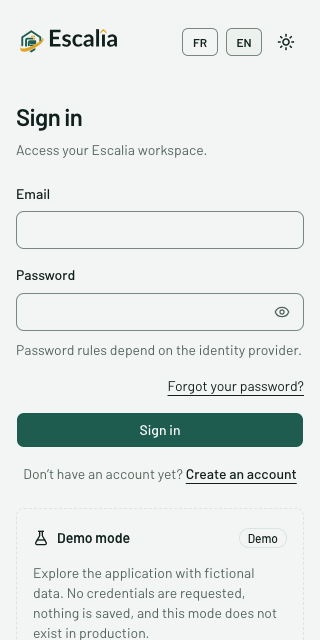 Escalia
FR
EN
Sign in
Access your Escalia workspace.
Email
Password
Password rules depend on the identity provider.
Forgot your password?
Sign in
Don’t have an account yet? Create an account
Demo mode
Demo
Explore the application with fictional
data. No credentials are requested,
nothing is saved, and this mode does not
exist in production.